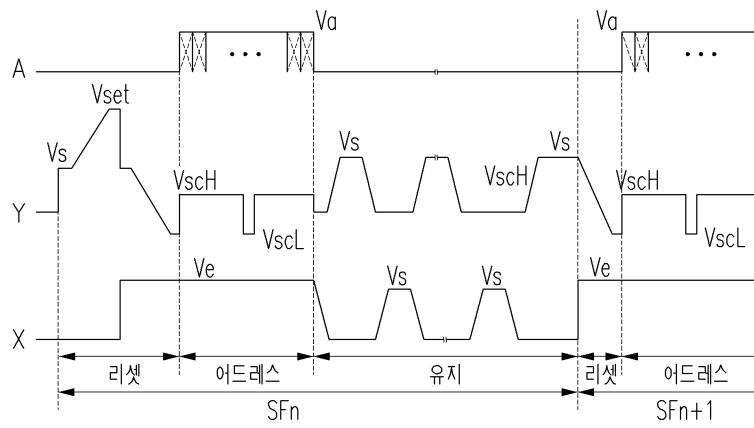 Va Va
A
Vset
Vs VscH Vs VscH Vs VscH
Y
VscL VscL
Ve Vs Vs Ve
X
리셋 어드레스 유지 리셋 어드레스
SFn SFn+1